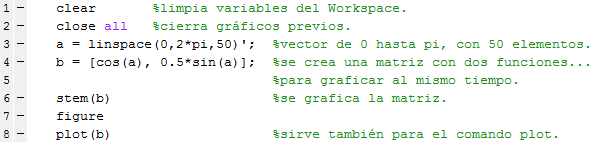 1 - clear %limpia variables del Workspace.
2 - close all %cierra gráficos previos.
3 - a = linspace(0,2*pi,50)'; %vector de 0 hasta pi, con 50 elementos.
4 - b = [cos(a), 0.5*sin(a)]; %se crea una matriz con dos funciones...
5 %para graficar al mismo tiempo.
6 - stem(b) %se grafica la matriz.
7 - figure
8 - plot(b) %sirve también para el comando plot.